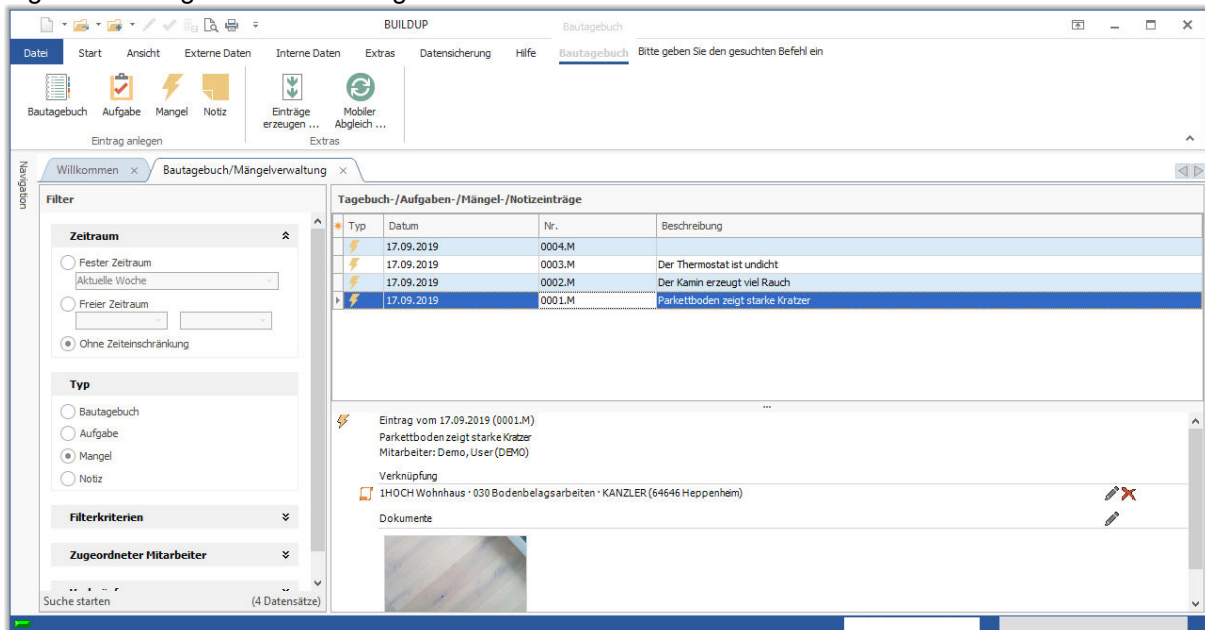 BUILDUP
Bautagebuch
Datei Start Ansicht Externe Daten Interne Daten Extras Datensicherung Hilfe Bautagebuch Bitte geben Sie den gesuchten Befehl ein
Bautagebuch Aufgabe Mangel Notiz Einträge erzeugen ... Mobiler Abgleich ...
Eintrag anlegen Extras
Navigation
Willkommen Bautagebuch/Mängelverwaltung
Filter
Zeitraum
Fester Zeitraum
Aktuelle Woche
Freier Zeitraum
Ohne Zeiteinschränkung
Typ
Bautagebuch
Aufgabe
Mangel
Notiz
Filterkriterien
Zugeordneter Mitarbeiter
Suche starten (4 Datensätze)
Tagebuch-/Aufgaben-/Mängel-/Notizeinträge
Typ Datum Nr. Beschreibung
17.09.2019 0004.M
17.09.2019 0003.M Der Thermostat ist undicht
17.09.2019 0002.M Der Kamin erzeugt viel Rauch
17.09.2019 0001.M Parkettboden zeigt starke Kratzer
Eintrag vom 17.09.2019 (0001.M)
Parkettboden zeigt starke Kratzer
Mitarbeiter: Demo, User (DEMO)
Verknüpfung
1HOCH Wohnhaus · 030 Bodenbelagsarbeiten · KANZLER (64646 Heppenheim)
Dokumente